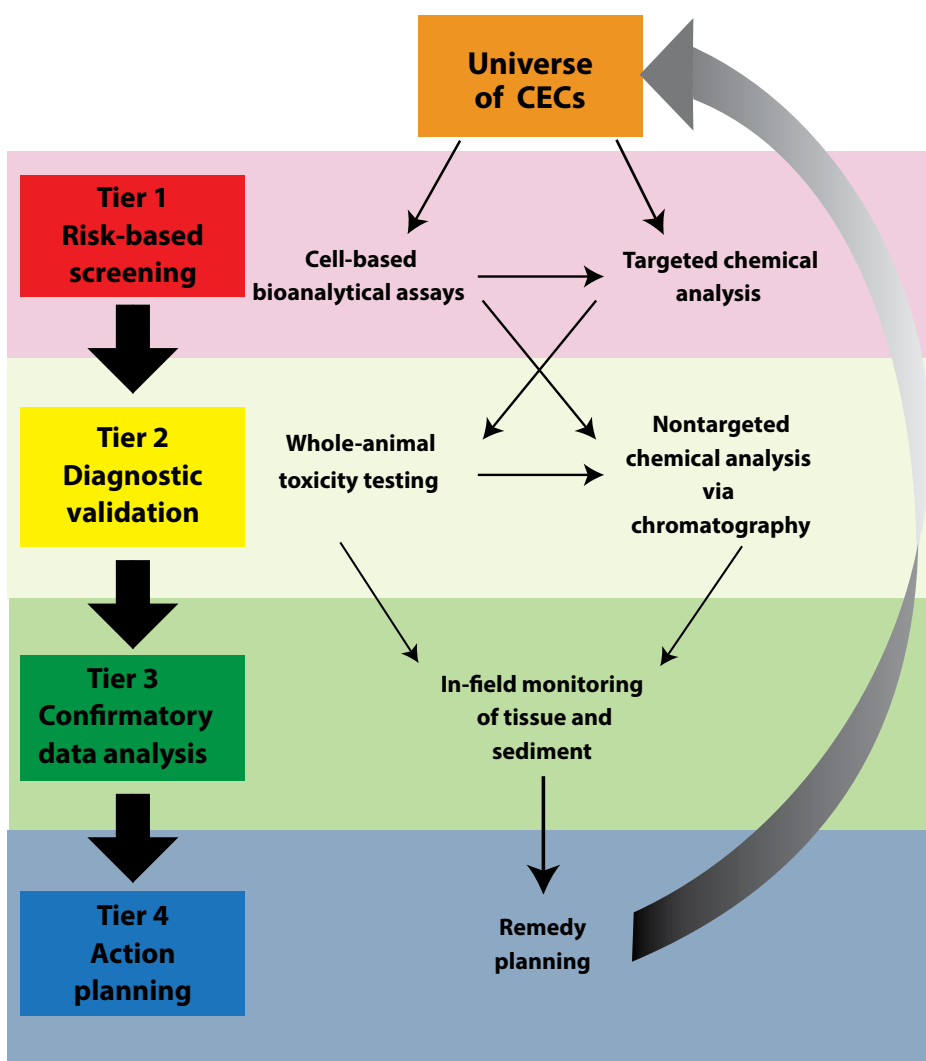 Universe
of CECs
Tier 1
Risk-based
screening
Cell-based
bioanalytical assays
Targeted chemical
analysis
Tier 2
Diagnostic
validation
Whole-animal
toxicity testing
Nontargeted
chemical analysis
via
chromatography
Tier 3
Confirmatory
data analysis
In-field monitoring
of tissue and
sediment
Tier 4
Action
planning
Remedy
planning